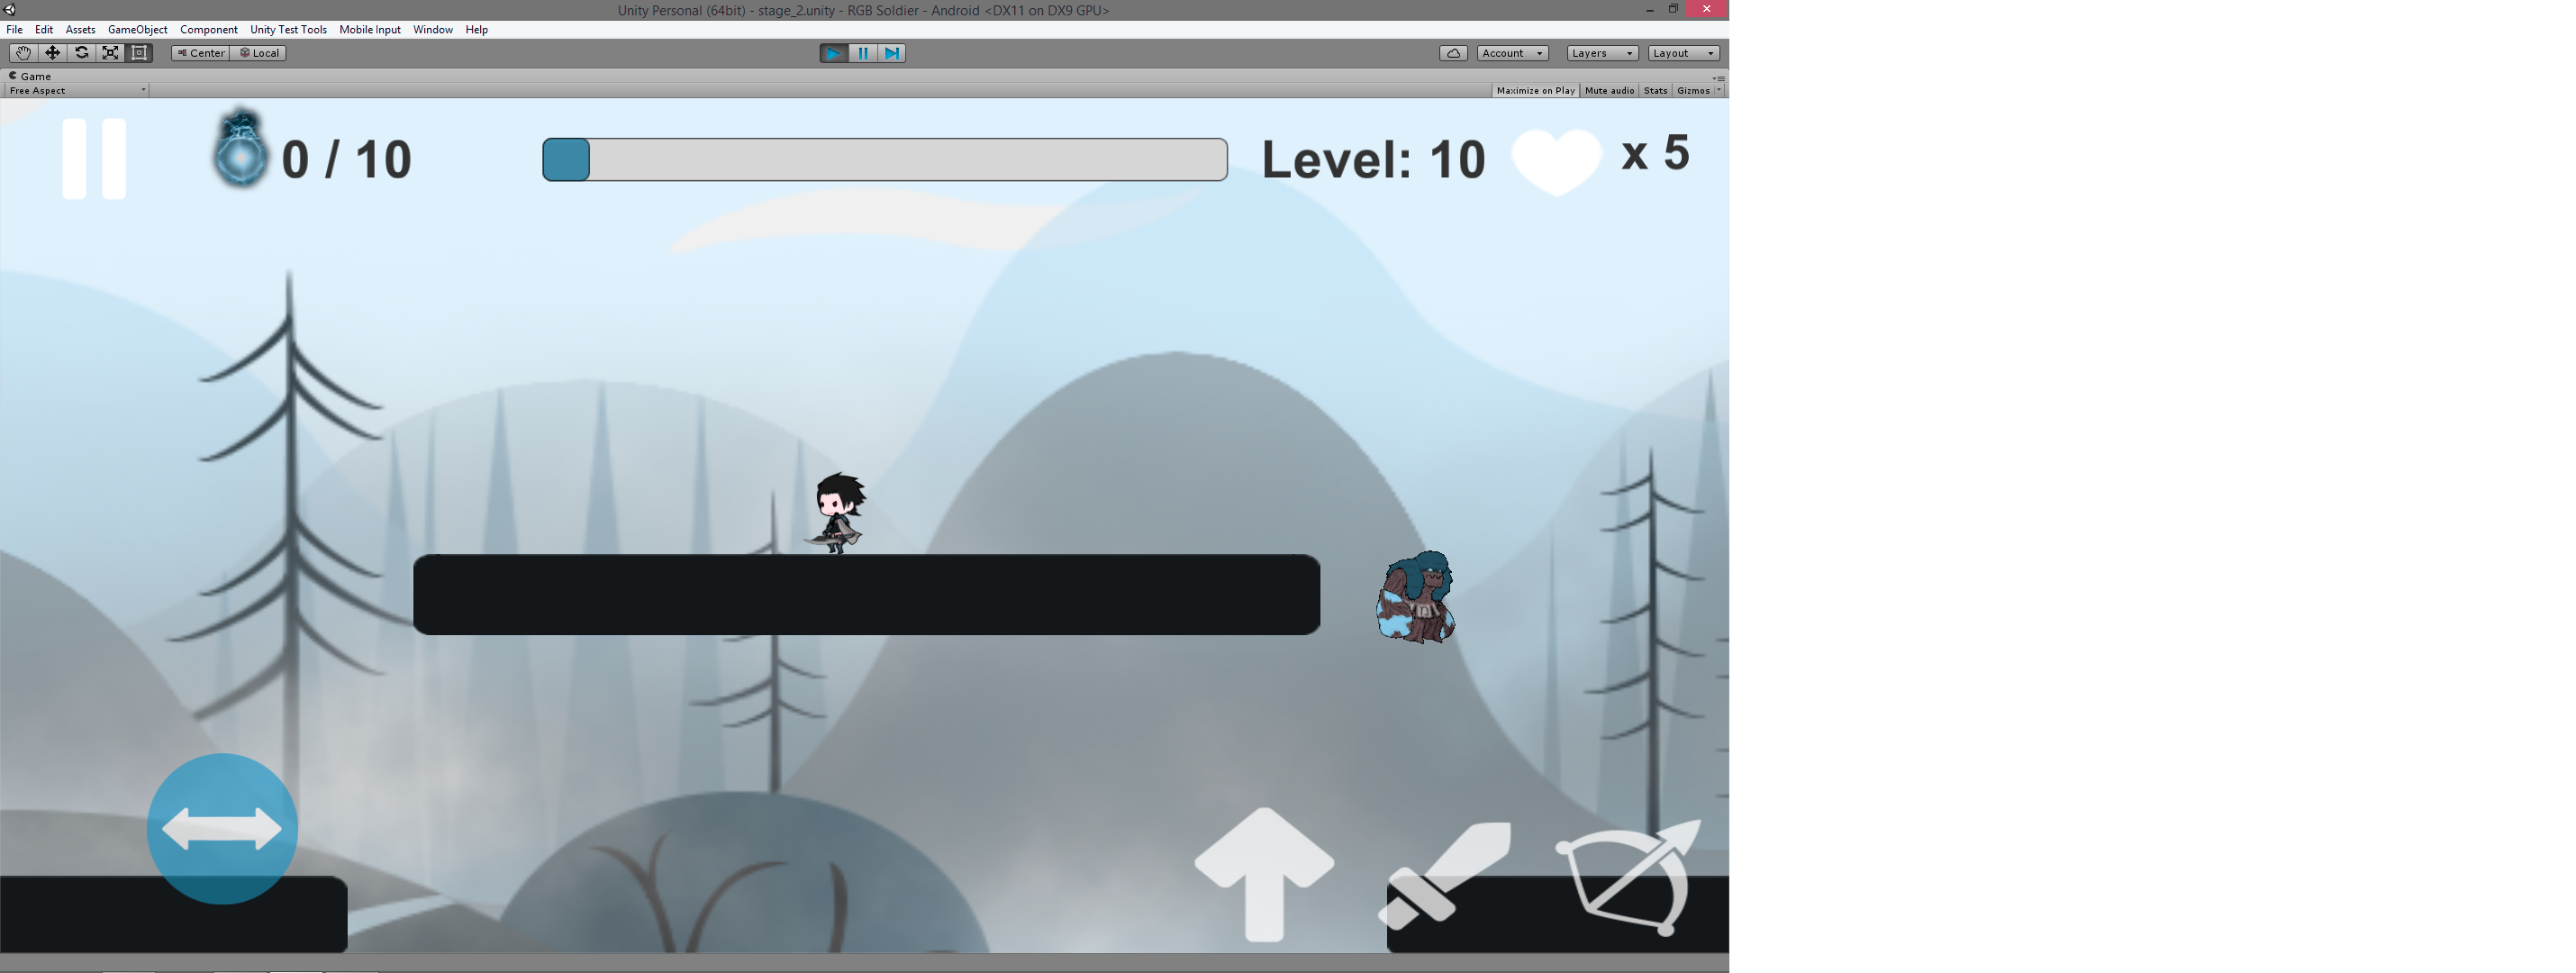 Unity Personal (64bit) - stage_2.unity - RGB Soldier - Android <DX11 on DX9 GPU>
File Edit Assets GameObject Component Unity Test Tools Mobile Input Window Help
Center Local Account Layers Layout
Game
Free Aspect Maximize on Play Mute audio Stats Gizmos
0 / 10 Level: 10 x 5